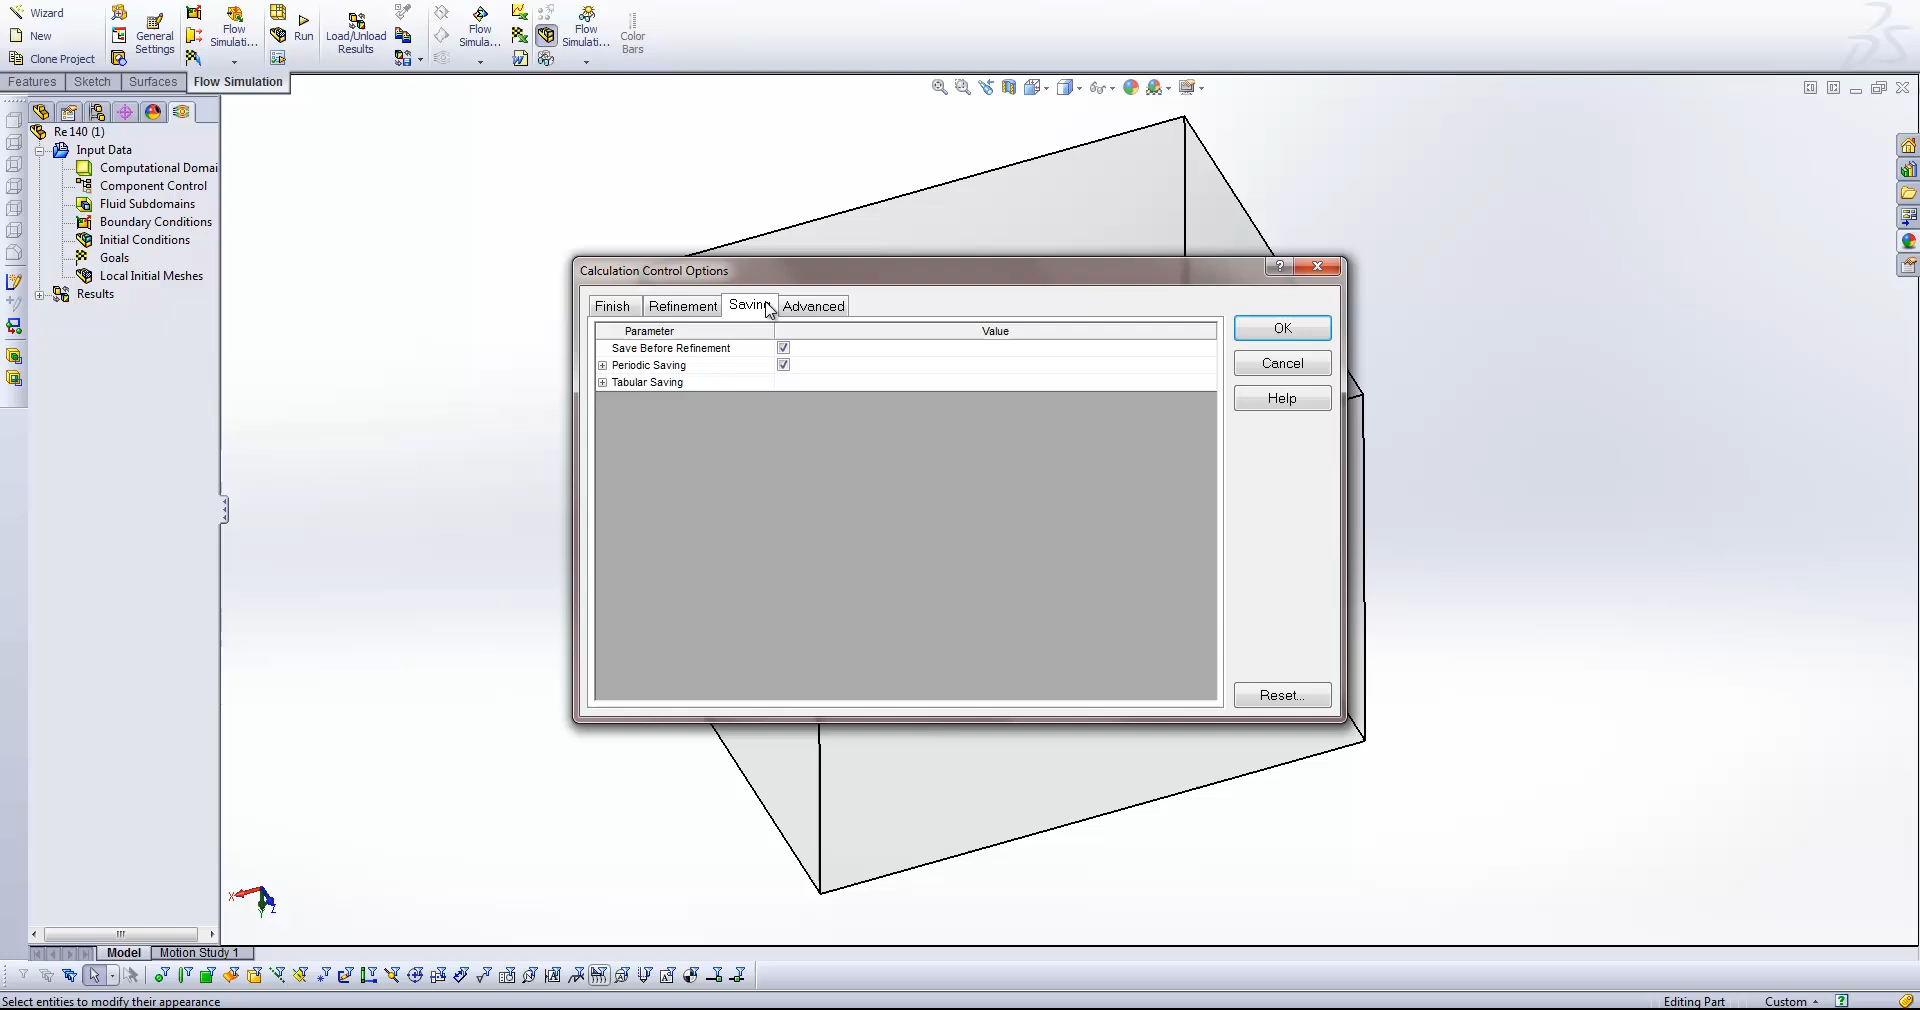 Wizard
New
Clone Project
General
Settings
Flow
Simulati...
Run
Load/Unload
Results
Flow
Simula...
Flow
Simulati...
Color
Bars
Features
Sketch
Surfaces
Flow Simulation
Re 140 (1)
Input Data
Computational Domai
Component Control
Fluid Subdomains
Boundary Conditions
Initial Conditions
Goals
Local Initial Meshes
Results
Calculation Control Options
Finish
Refinement
Saving
Advanced
Parameter
Value
Save Before Refinement
Periodic Saving
Tabular Saving
OK
Cancel
Help
Reset...
X
Y
Z
Model
Motion Study 1
Select entities to modify their appearance
Editing Part
Custom